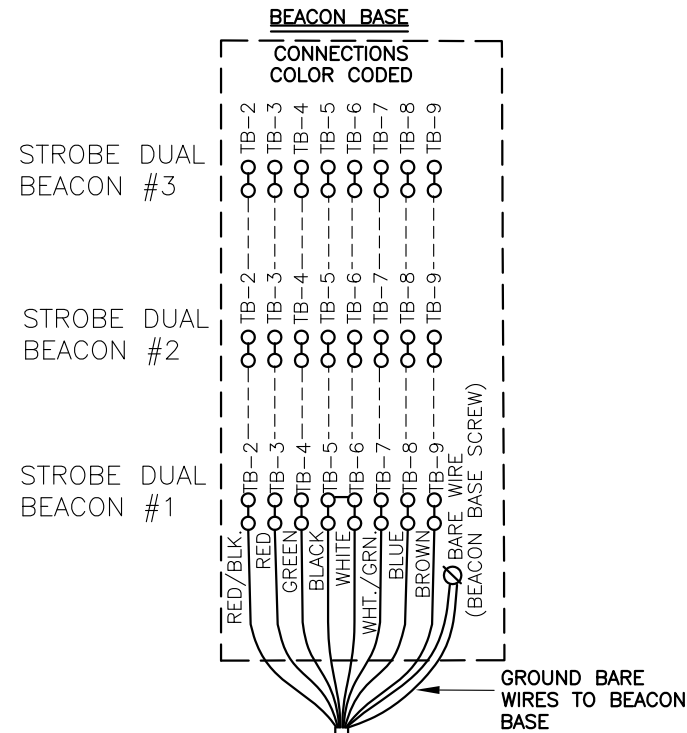 BEACON BASE
CONNECTIONS
COLOR CODED
STROBE DUAL
BEACON #3
TB-2
TB-3
TB-4
TB-5
TB-6
TB-7
TB-8
TB-9
STROBE DUAL
BEACON #2
TB-2
TB-3
TB-4
TB-5
TB-6
TB-7
TB-8
TB-9
STROBE DUAL
BEACON #1
TB-2
TB-3
TB-4
TB-5
TB-6
TB-7
TB-8
TB-9
RED/BLK.
RED
GREEN
BLACK
WHITE
WHT./GRN.
BLUE
BROWN
BARE WIRE
(BEACON BASE SCREW)
GROUND BARE
WIRES TO BEACON
BASE